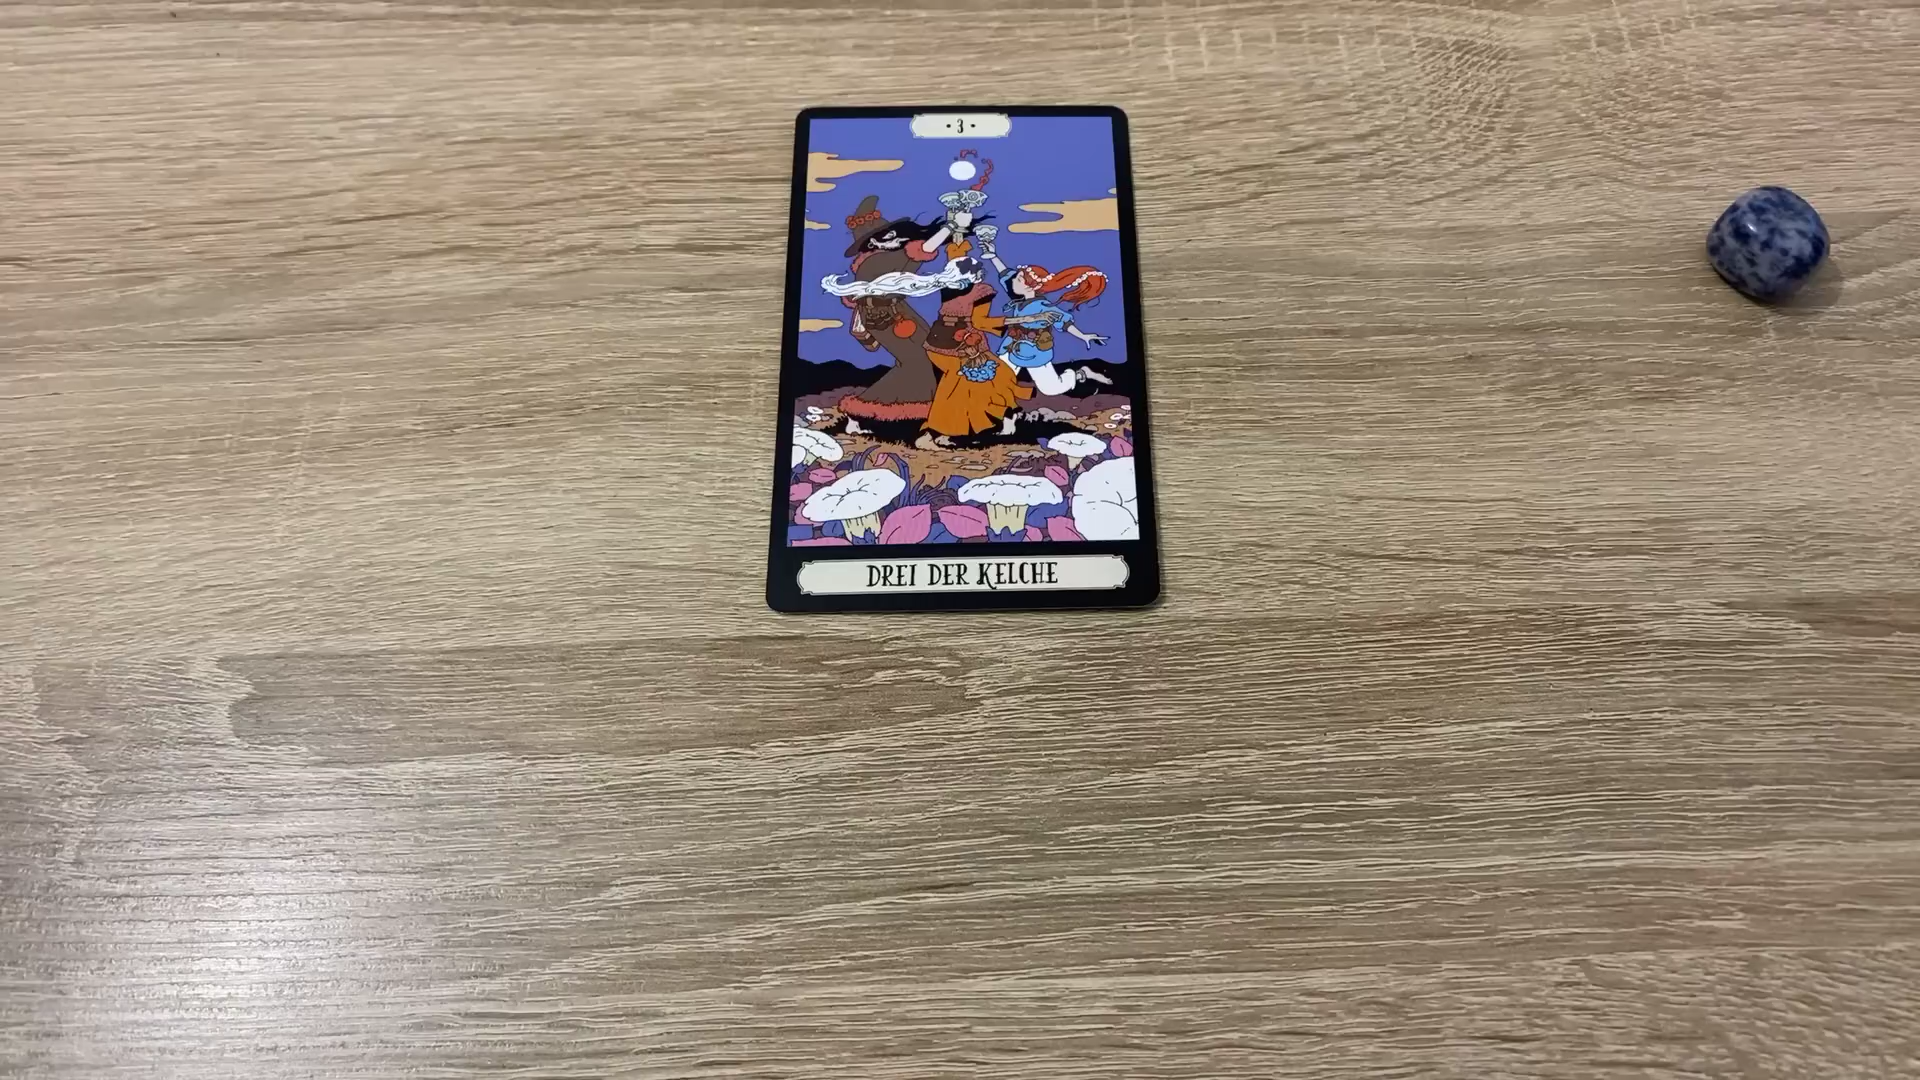 • 3 •
DREI DER KELCHE